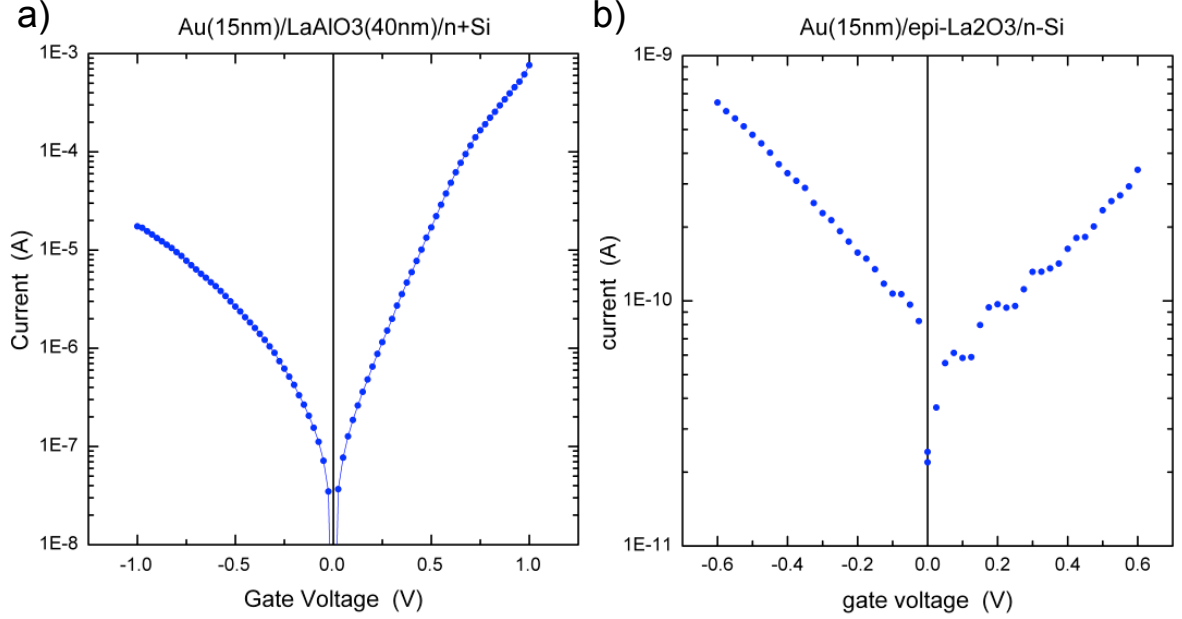 a)
Au(15nm)/LaAlO3(40nm)/n+Si
1E-3
1E-4
1E-5
1E-6
1E-7
1E-8
Current (A)
-1.0 -0.5 0.0 0.5 1.0
Gate Voltage (V)
b)
Au(15nm)/epi-La2O3/n-Si
1E-9
1E-10
1E-11
current (A)
-0.6 -0.4 -0.2 0.0 0.2 0.4 0.6
gate voltage (V)